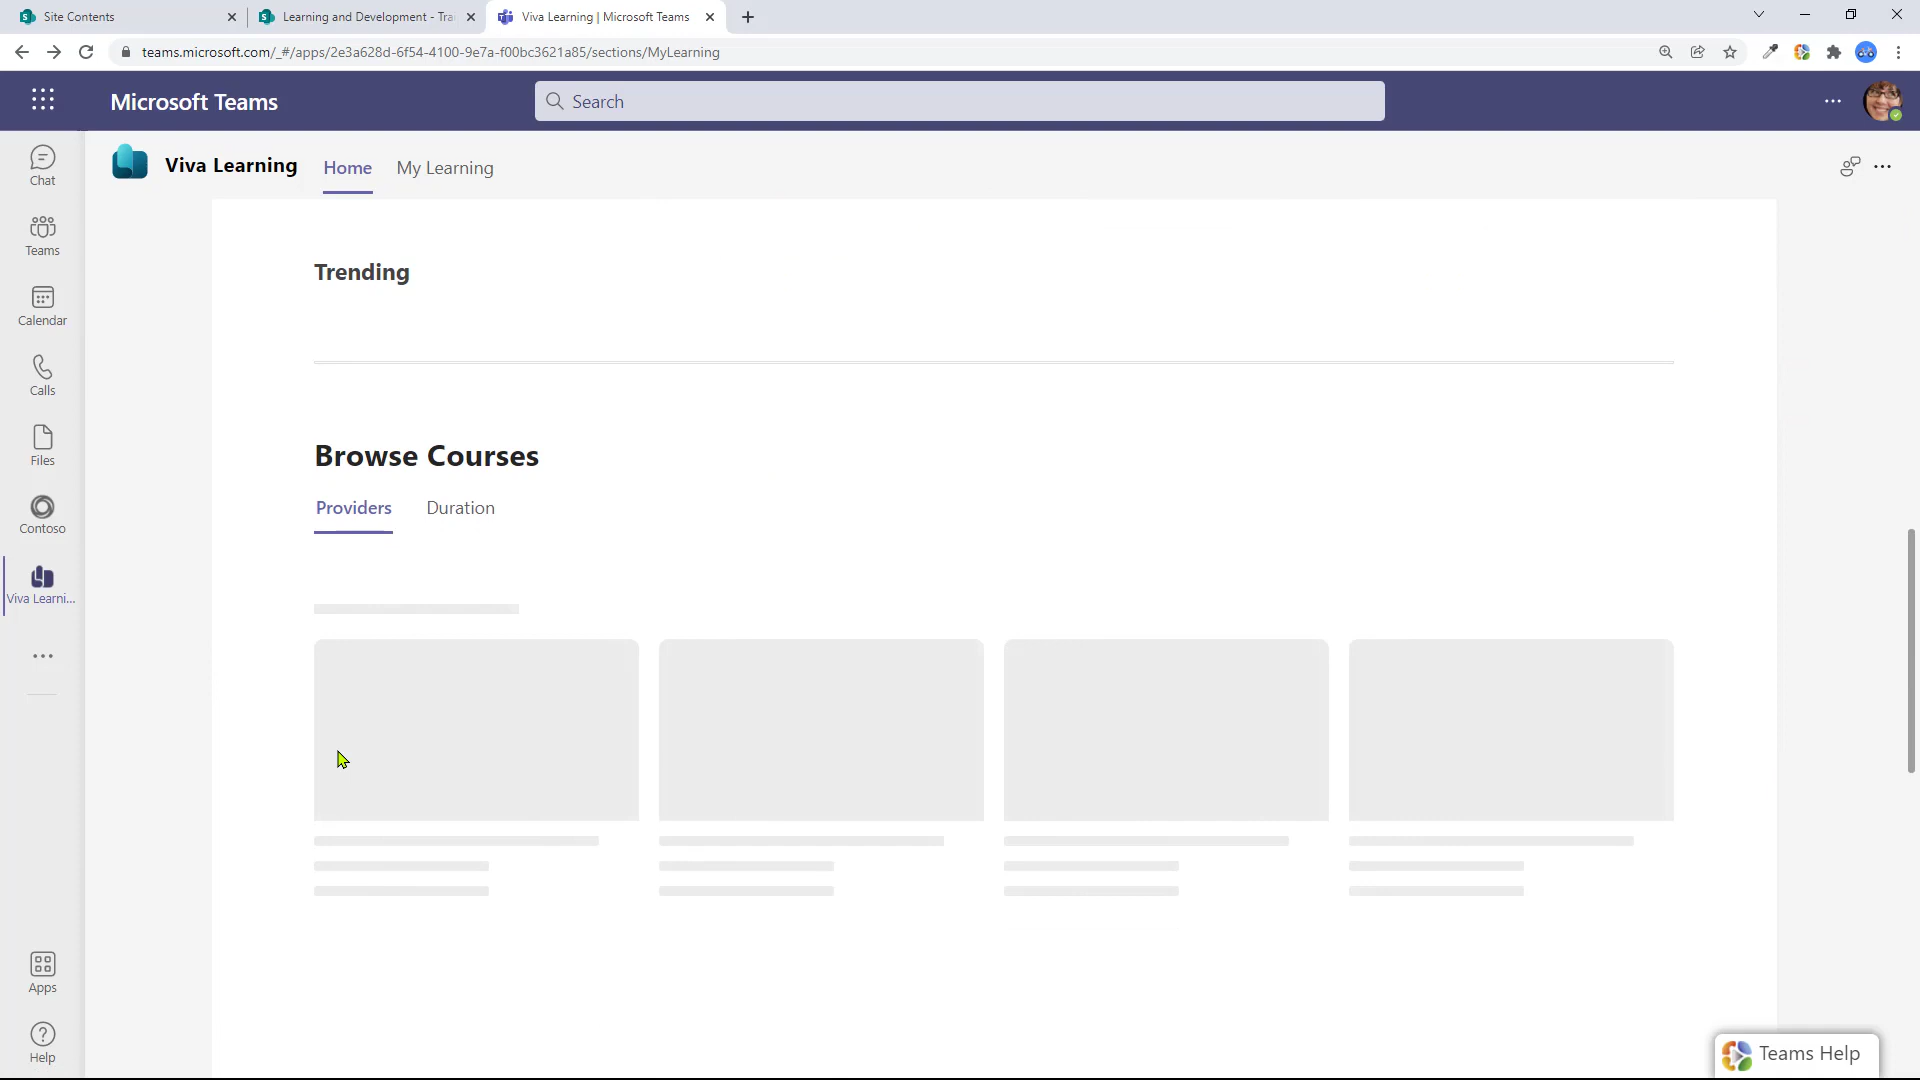 Site Contents
Learning and Development - Tra
Viva Learning | Microsoft Teams
teams.microsoft.com/_#/apps/2e3a628d-6f54-4100-9e7a-f00bc3621a85/sections/MyLearning
Microsoft Teams
Search
Chat
Teams
Calendar
Calls
Files
Contoso
Viva Learni...
Apps
Help
Viva Learning
Home
My Learning
Trending
Browse Courses
Providers
Duration
Teams Help